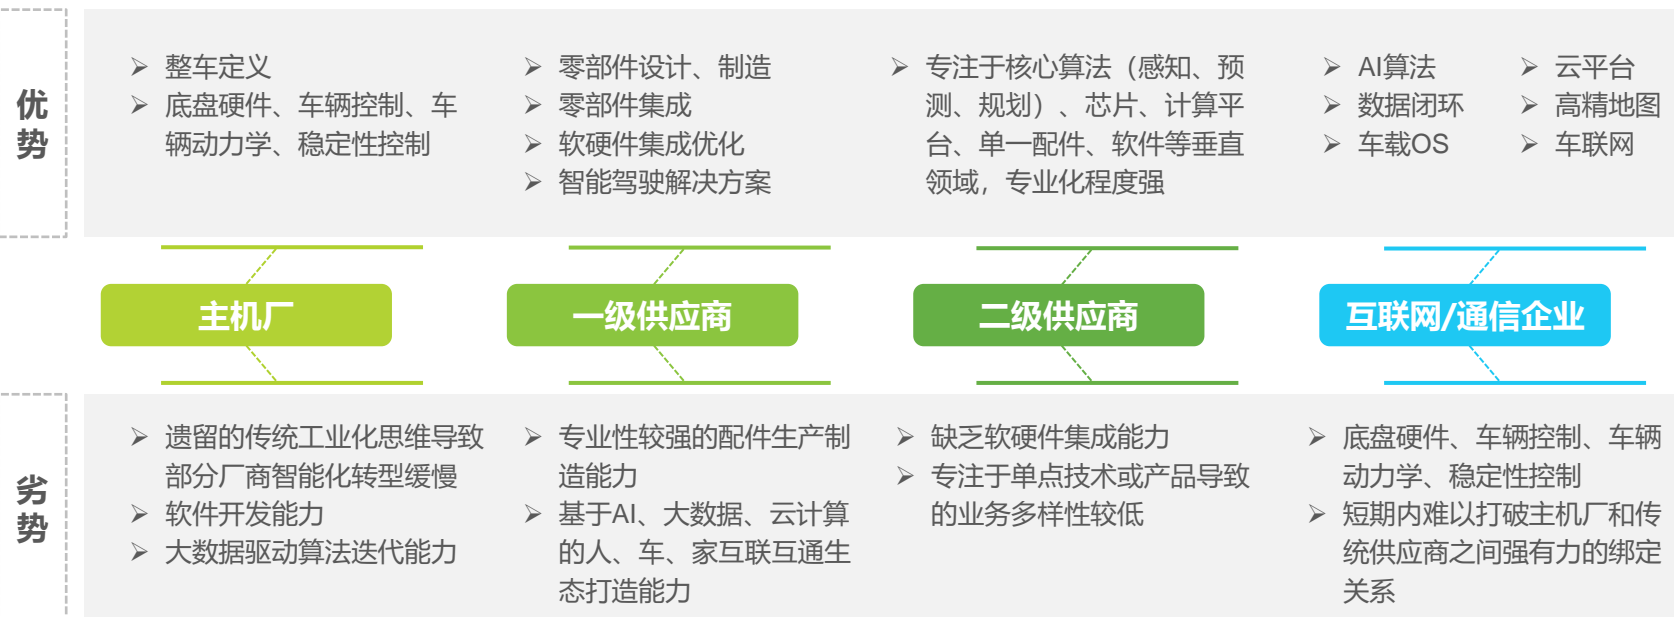 优
势
整车定义
底盘硬件、车辆控制、车
辆动力学、稳定性控制
零部件设计、制造
零部件集成
软硬件集成优化
智能驾驶解决方案
专注于核心算法（感知、预
测、规划）、芯片、计算平
台、单一配件、软件等垂直
领域，专业化程度强
AI算法
数据闭环
车载OS
云平台
高精地图
车联网
主机厂
一级供应商
二级供应商
互联网/通信企业
劣
势
遗留的传统工业化思维导致
部分厂商智能化转型缓慢
软件开发能力
大数据驱动算法迭代能力
专业性较强的配件生产制
造能力
基于AI、大数据、云计算
的人、车、家互联互通生
态打造能力
缺乏软硬件集成能力
专注于单点技术或产品导致
的业务多样性较低
底盘硬件、车辆控制、车辆
动力学、稳定性控制
短期内难以打破主机厂和传
统供应商之间强有力的绑定
关系